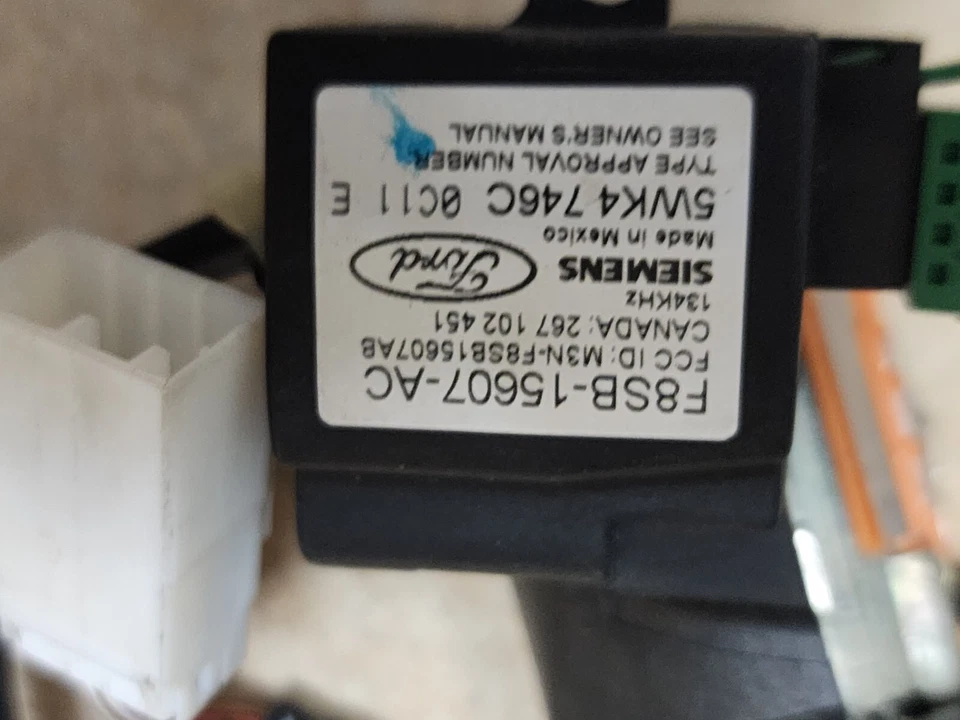 F8SB-15607-AC
FCC ID: M3N-F8SB15607AB
CANADA: 267 102 451
134KHz
SIEMENS Ford
Made in Mexico
5WK4 746C 0C11 E
TYPE APPROVAL NUMBER:
SEE OWNER'S MANUAL